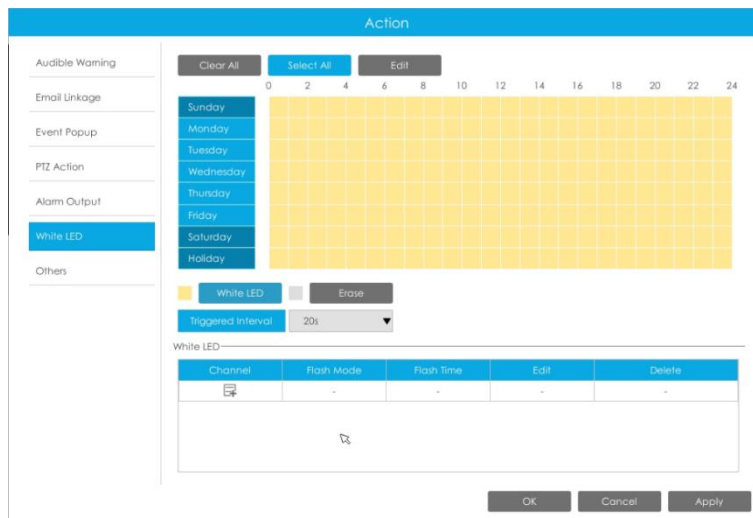 Action
Audible Warning
Email Linkage
Event Popup
PTZ Action
Alarm Output
White LED
Others
Clear All Select All Edit
0 2 4 6 8 10 12 14 16 18 20 22 24
Sunday
Monday
Tuesday
Wednesday
Thursday
Friday
Saturday
Holiday
White LED Erase
Triggered Interval 20s
White LED
Channel Flash Mode Flash Time Edit Delete
- - - -
OK Cancel Apply